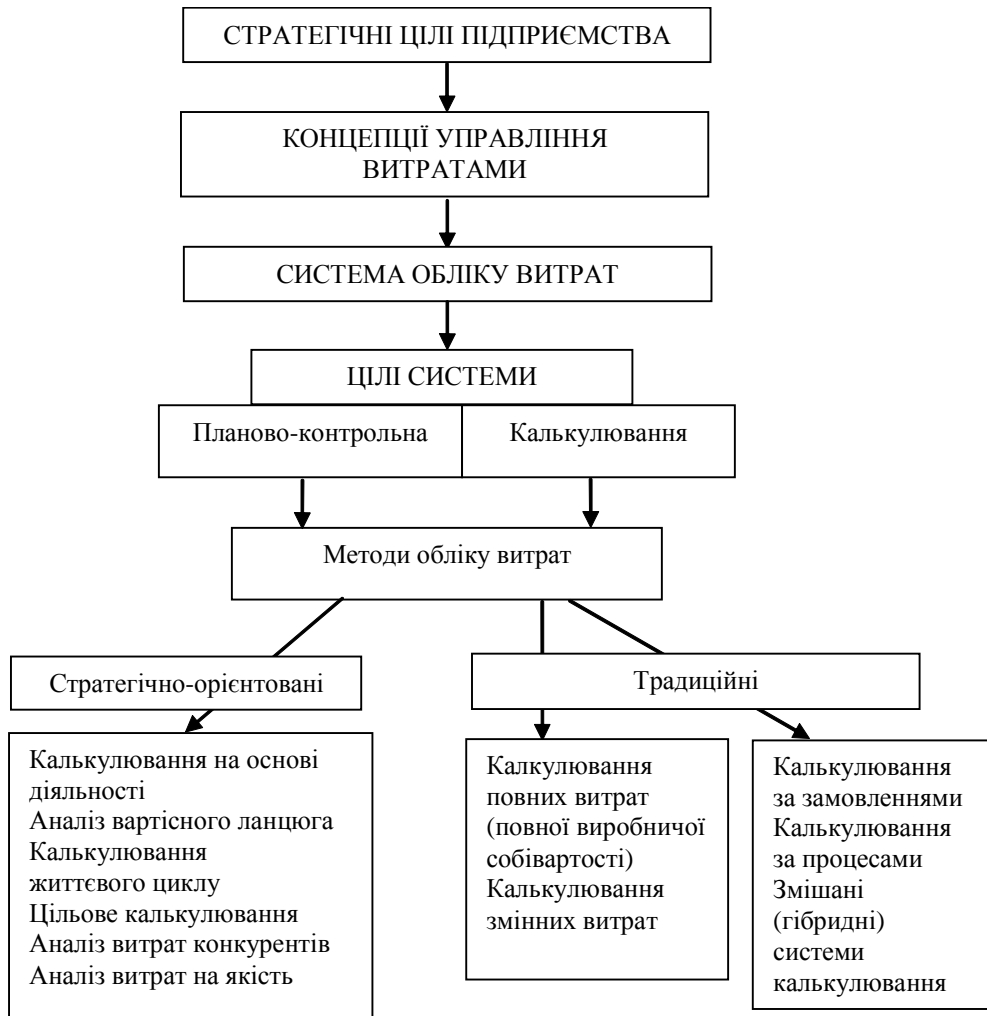 СТРАТЕГІЧНІ ЦІЛІ ПІДПРИЄМСТВА
КОНЦЕПЦІЇ УПРАВЛІННЯ
ВИТРАТАМИ
СИСТЕМА ОБЛІКУ ВИТРАТ
ЦІЛІ СИСТЕМИ
Планово-контрольна
Калькулювання
Методи обліку витрат
Стратегічно-орієнтовані
Традиційні
Калькулювання на основі
діяльності
Аналіз вартісного ланцюга
Калькулювання
життєвого циклу
Цільове калькулювання
Аналіз витрат конкурентів
Аналіз витрат на якість
Калкулювання
повних витрат
(повної виробничої
собівартості)
Калькулювання
змінних витрат
Калькулювання
за замовленнями
Калькулювання
за процесами
Змішані
(гібридні)
системи
калькулювання